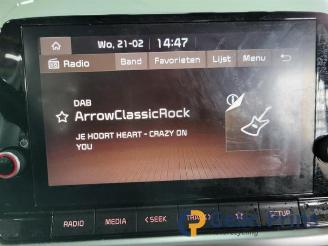 Wo, 21-02 14:47
Radio Band Favorieten Lijst Menu
DAB
ArrowClassicRock
JE HOORT HEART - CRAZY ON
YOU
RADIO MEDIA < SEEK TRACK SETUP